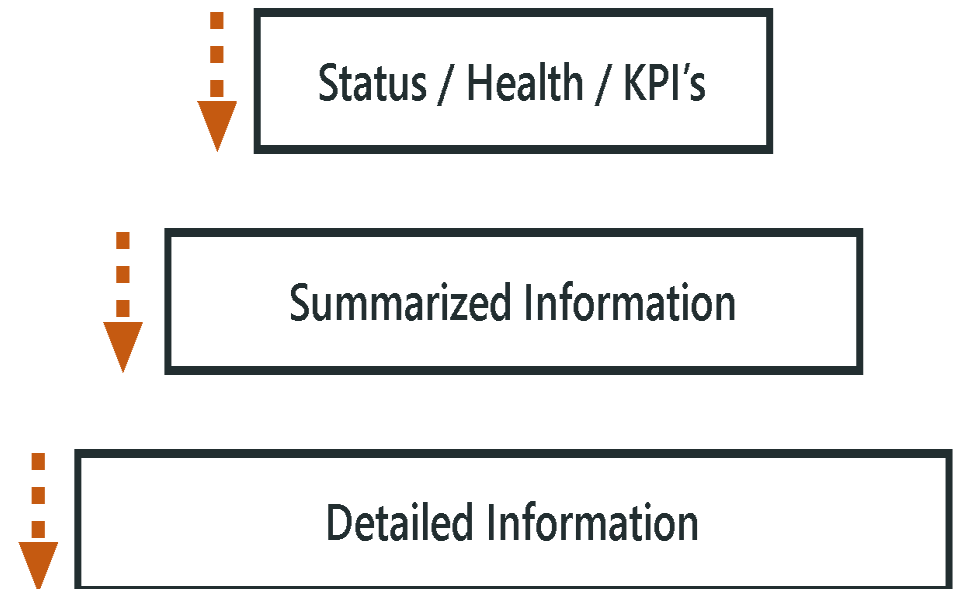 Status / Health / KPI’s
Summarized Information
Detailed Information